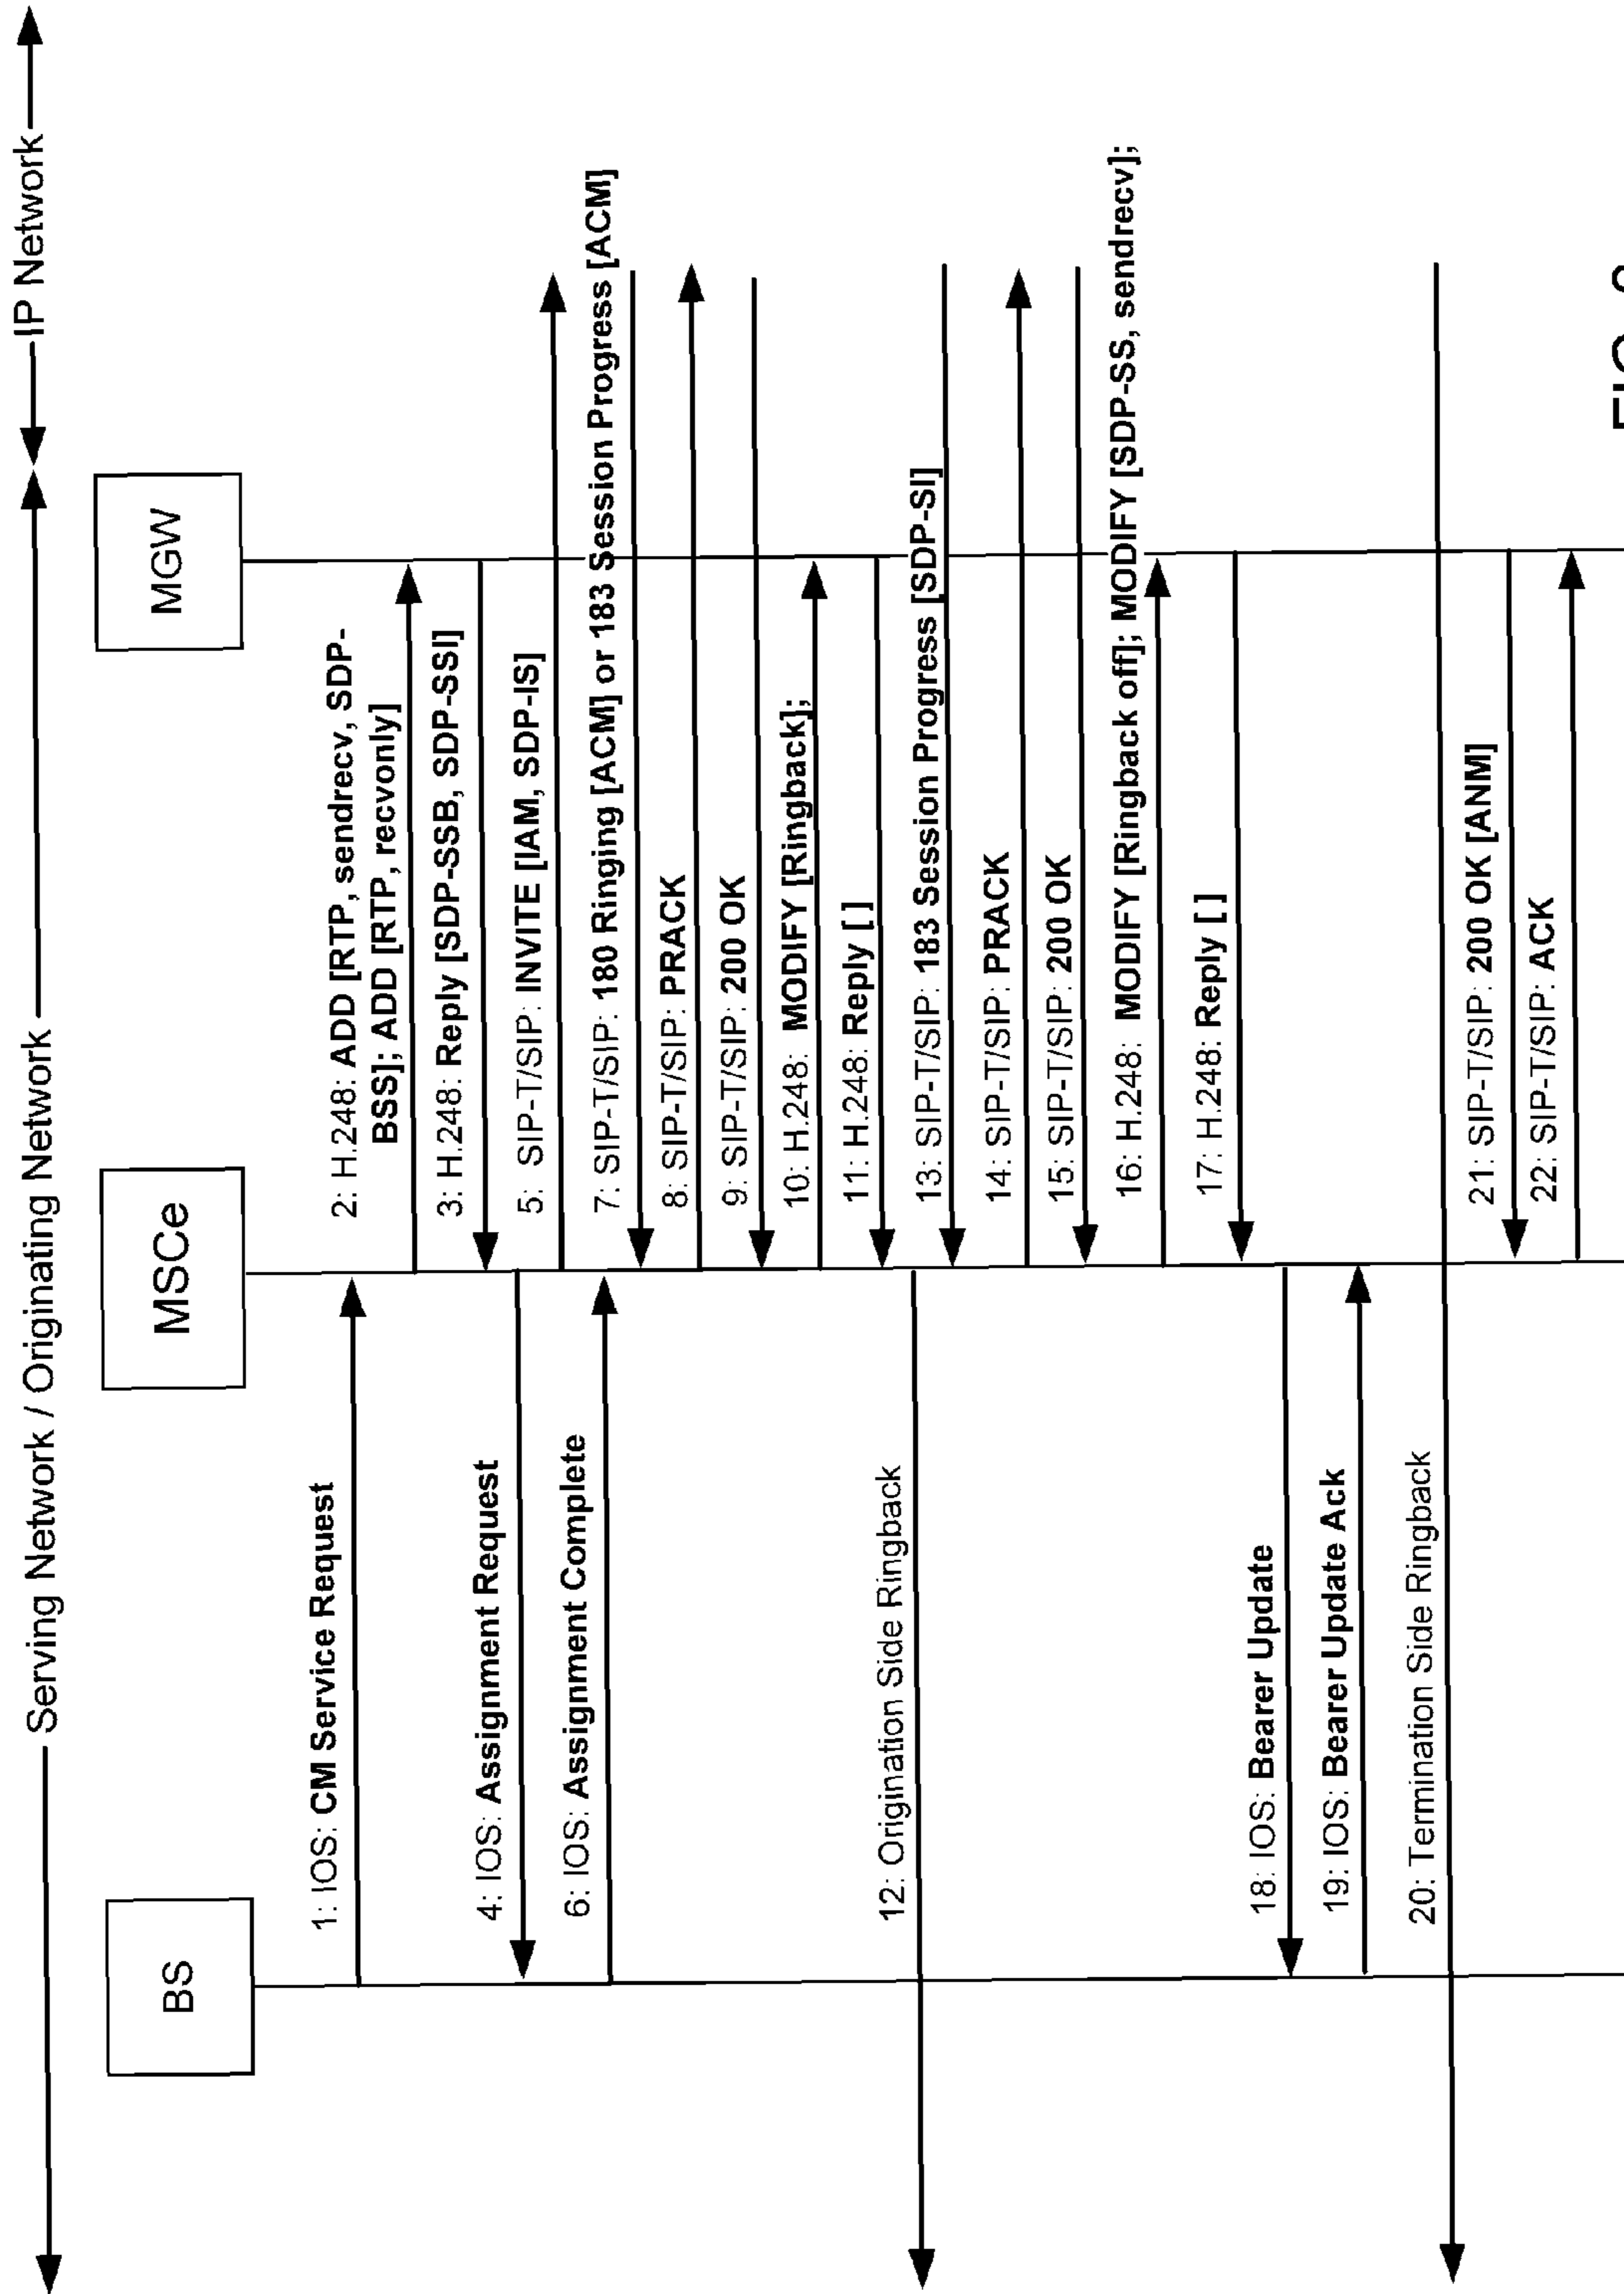 Serving Network / Originating Network
IP Network
BS
MSCe
MGW
1: IOS: CM Service Request
2: H.248: ADD [RTP, sendrecv, SDP-
BSS]; ADD [RTP, recvonly]
3: H.248: Reply [SDP-SSB, SDP-SSI]
4: IOS: Assignment Request
5: SIP-T/SIP: INVITE [IAM, SDP-IS]
6: IOS: Assignment Complete
7: SIP-T/SIP: 180 Ringing [ACM] or 183 Session Progress [ACM]
8: SIP-T/SIP: PRACK
9: SIP-T/SIP: 200 OK
10: H.248: MODIFY [Ringback];
11: H.248: Reply [ ]
12: Origination Side Ringback
13: SIP-T/SIP: 183 Session Progress [SDP-SI]
14: SIP-T/SIP: PRACK
15: SIP-T/SIP: 200 OK
16: H.248: MODIFY [Ringback off]; MODIFY [SDP-SS, sendrecv];
17: H.248: Reply [ ]
18: IOS: Bearer Update
19: IOS: Bearer Update Ack
20: Termination Side Ringback
21: SIP-T/SIP: 200 OK [ANM]
22: SIP-T/SIP: ACK